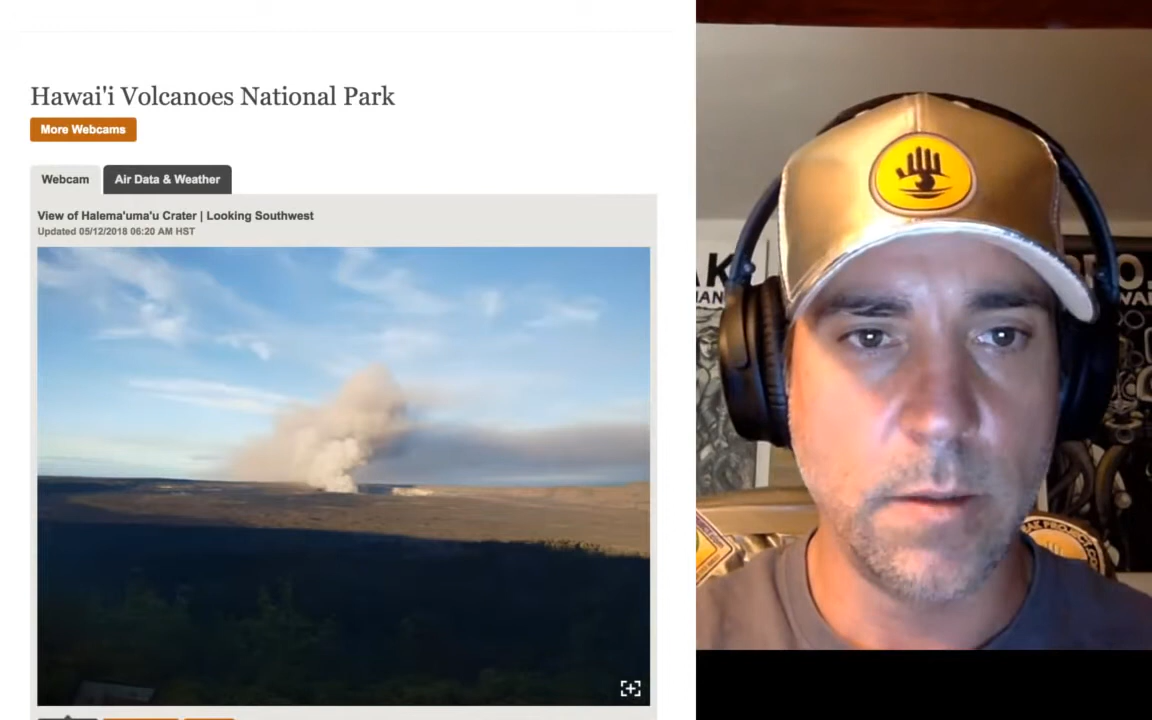 Hawai'i Volcanoes National Park
More Webcams
Webcam
Air Data & Weather
View of Halema'uma'u Crater | Looking Southwest
Updated 05/12/2018 06:20 AM HST